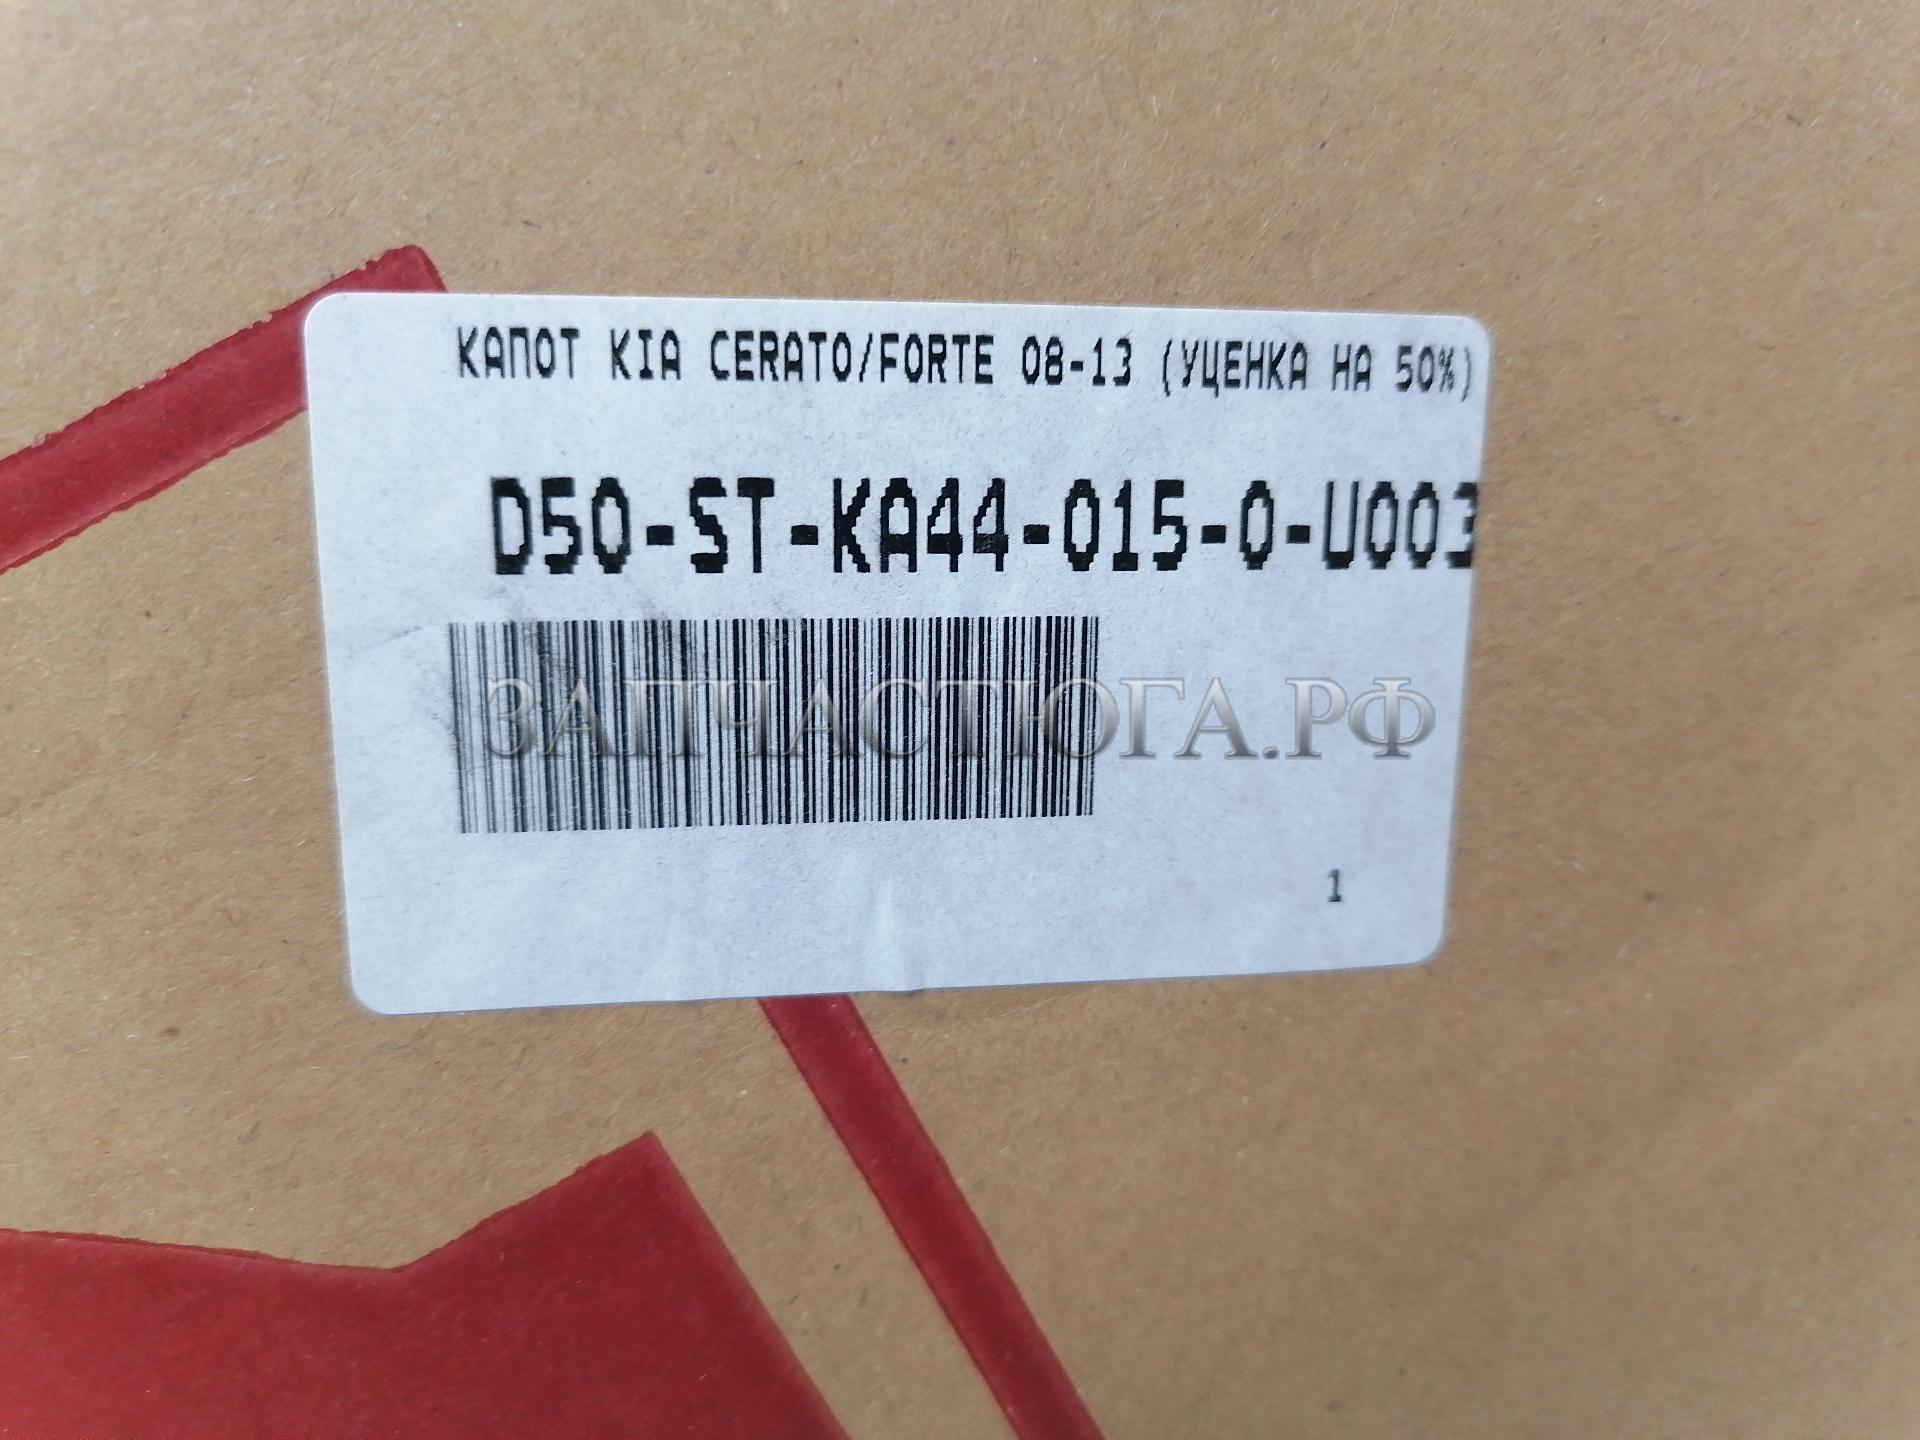 КАПОТ KIA CERATO/FORTE 08-13 (УЦЕНКА НА 50%)
D50-ST-KA44-015-0-U003
ЗАПЧАСТЮГА.РФ
1